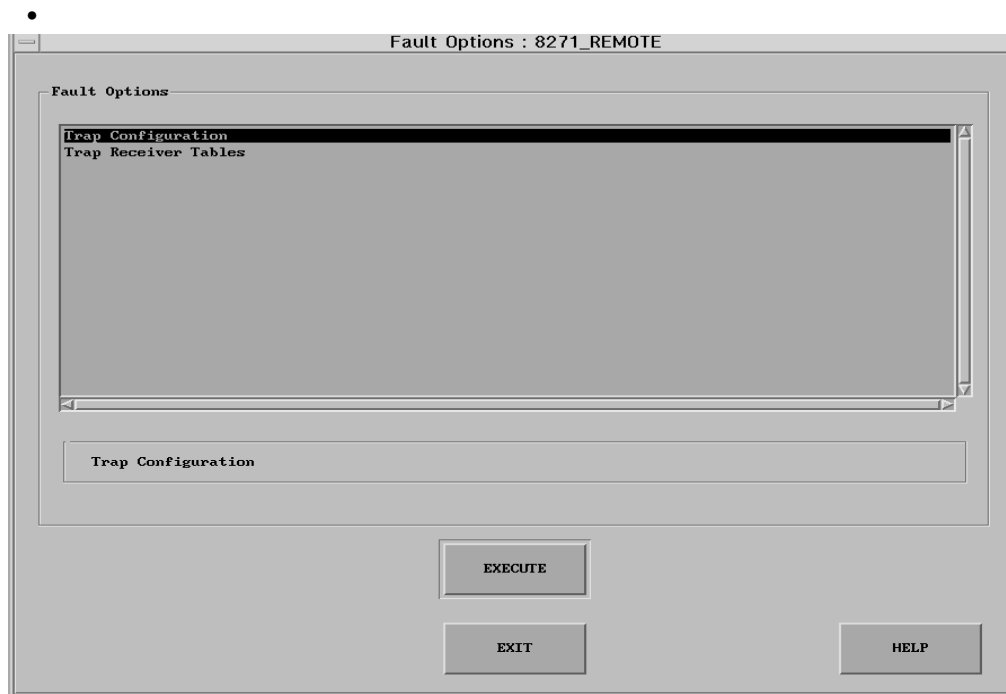 •
Fault Options : 8271_REMOTE
Fault Options
Trap Configuration
Trap Receiver Tables
Trap Configuration
EXECUTE
EXIT
HELP